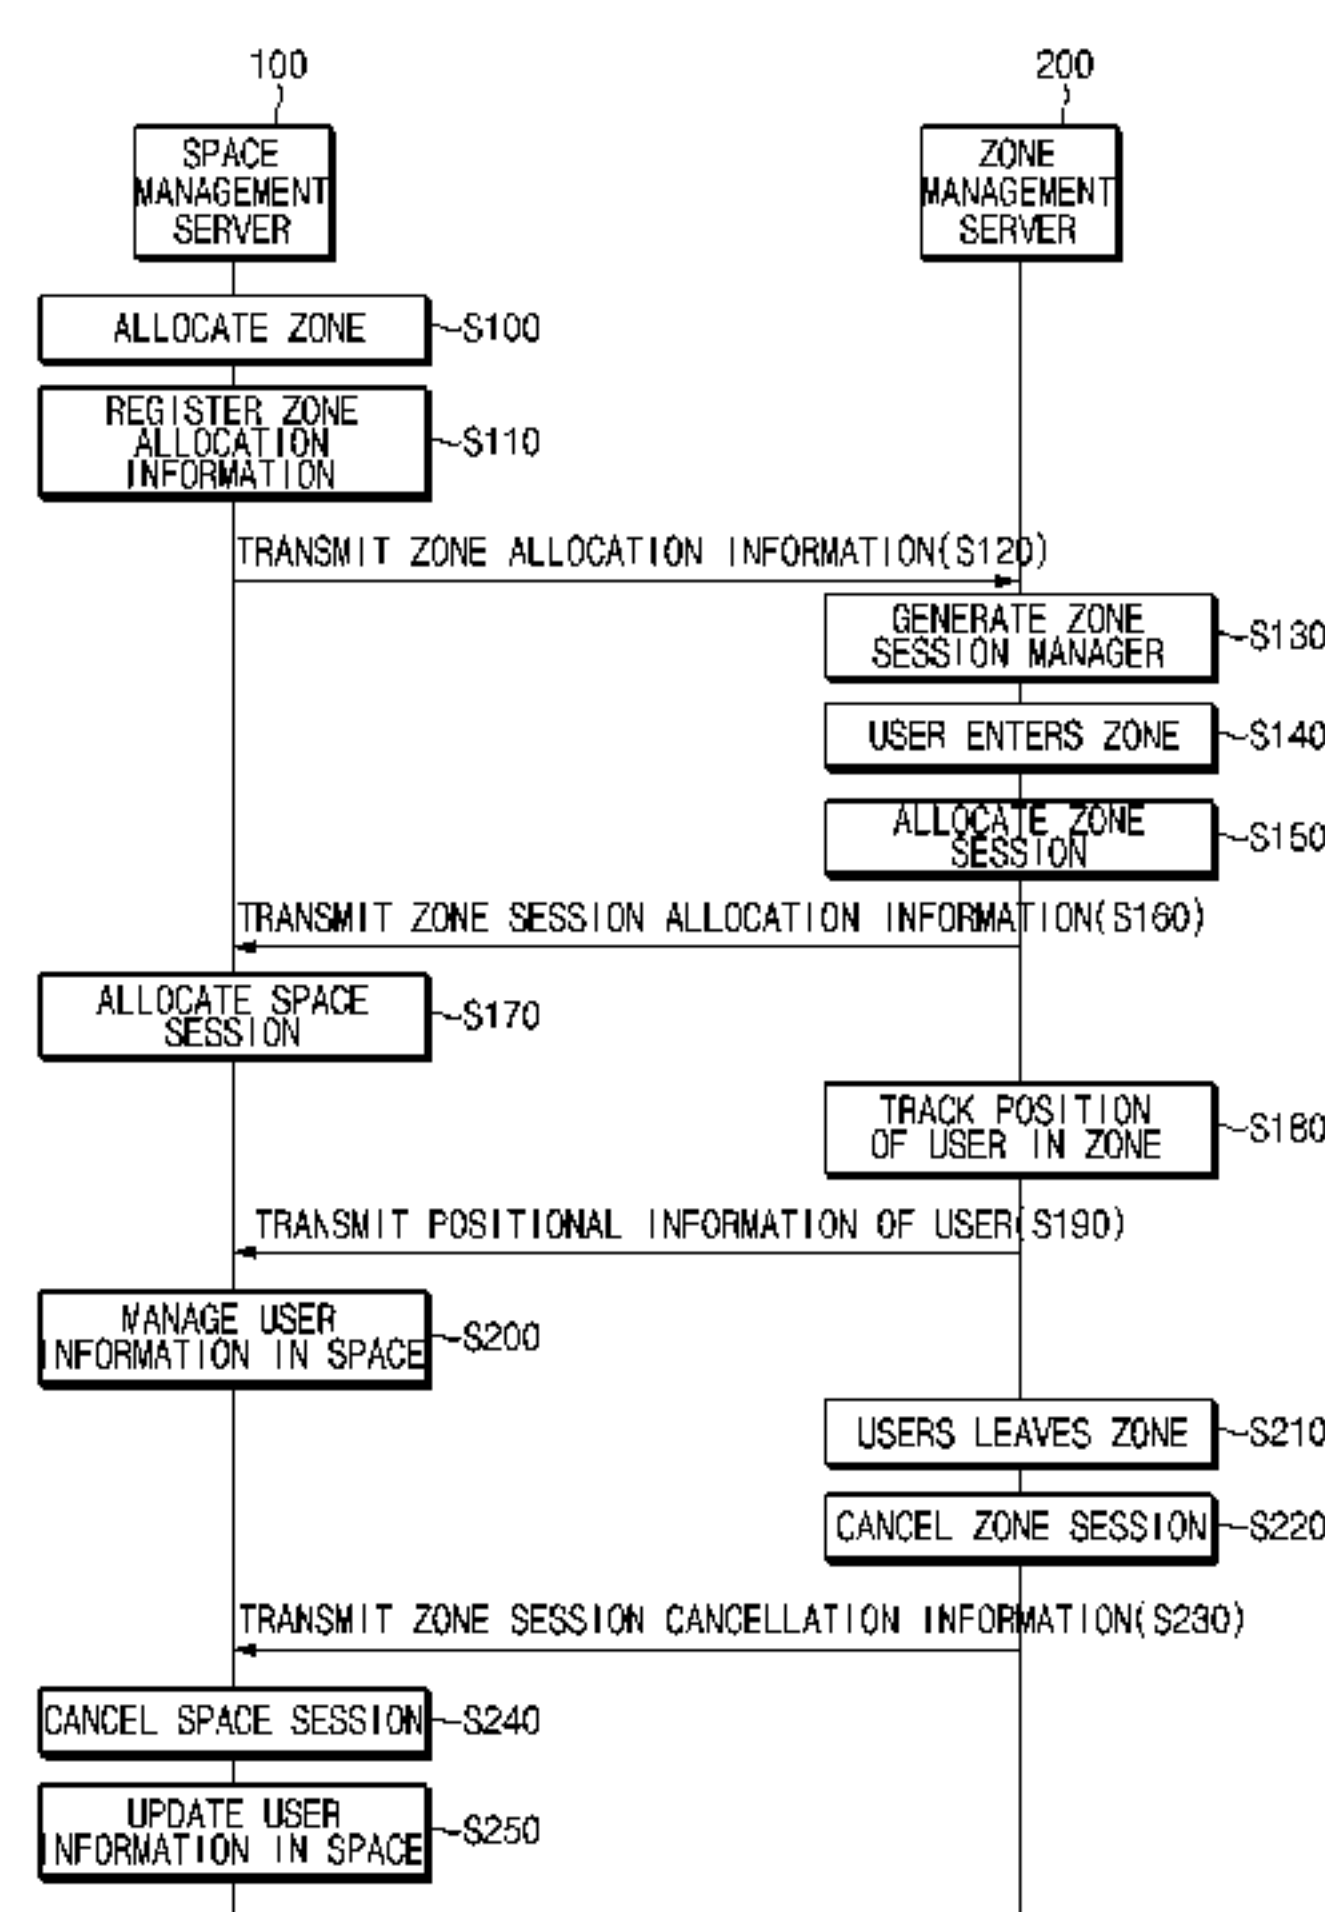 100
200
SPACE
MANAGEMENT
SERVER
ZONE
MANAGEMENT
SERVER
ALLOCATE ZONE
S100
REGISTER ZONE
ALLOCATION
INFORMATION
S110
TRANSMIT ZONE ALLOCATION INFORMATION(S120)
GENERATE ZONE
SESSION MANAGER
S130
USER ENTERS ZONE
S140
ALLOCATE ZONE
SESSION
S150
TRANSMIT ZONE SESSION ALLOCATION INFORMATION(S160)
ALLOCATE SPACE
SESSION
S170
TRACK POSITION
OF USER IN ZONE
S180
TRANSMIT POSITIONAL INFORMATION OF USER(S190)
MANAGE USER
INFORMATION IN SPACE
S200
USERS LEAVES ZONE
S210
CANCEL ZONE SESSION
S220
TRANSMIT ZONE SESSION CANCELLATION INFORMATION(S230)
CANCEL SPACE SESSION
S240
UPDATE USER
INFORMATION IN SPACE
S250